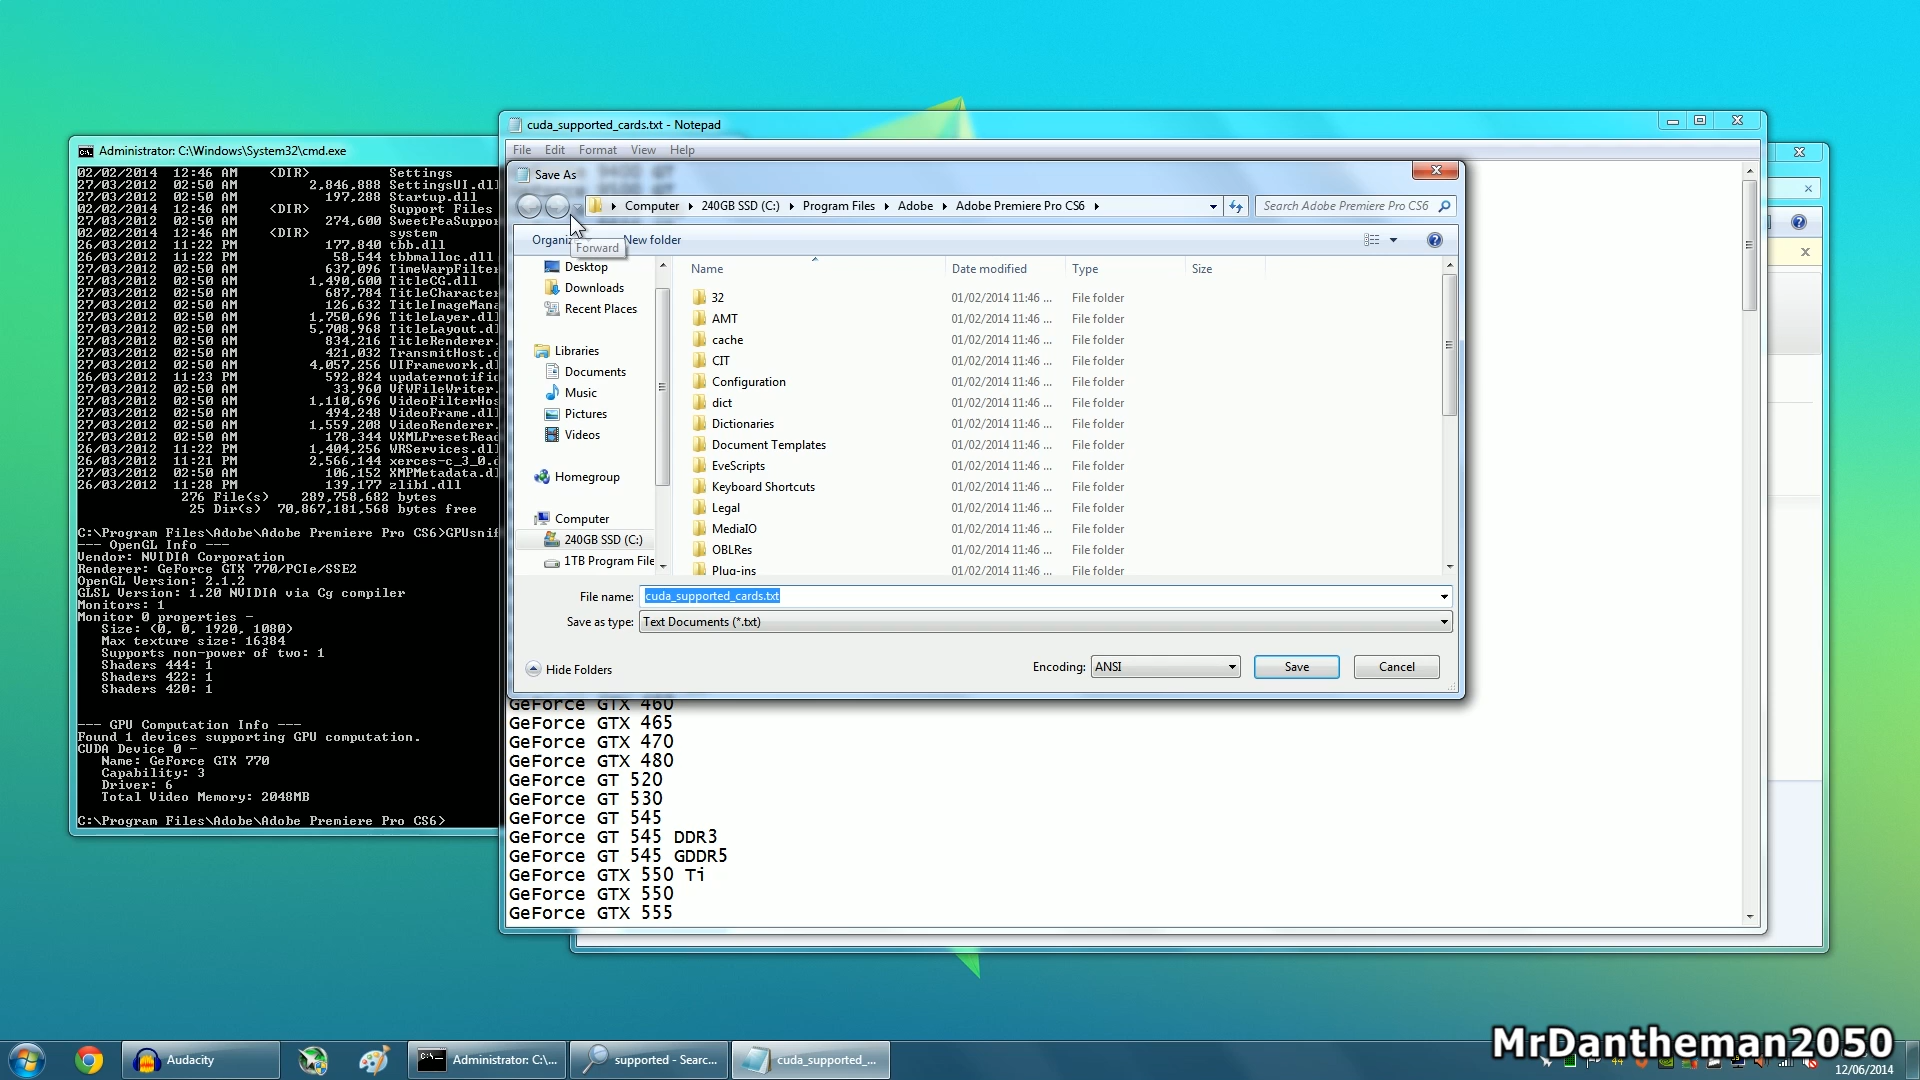 cuda_supported_cards.txt - Notepad
File Edit Format View Help
Administrator: C:\Windows\System32\cmd.exe
02/02/2014 12:46 AM <DIR> Settings
27/03/2012 02:50 AM 2,846,888 SettingsUI.dll
27/03/2012 02:50 AM 197,288 Startup.dll
02/02/2014 12:46 AM <DIR> Support Files
27/03/2012 02:50 AM 274,600 SweetPeaSuppor
02/02/2014 12:46 AM <DIR> system
26/03/2012 11:22 PM 177,840 tbb.dll
26/03/2012 11:22 PM 58,544 tbbmalloc.dll
27/03/2012 02:50 AM 637,096 TimeWarpFilter
27/03/2012 02:50 AM 1,490,600 TitleCG.dll
27/03/2012 02:50 AM 687,784 TitleCharacter
27/03/2012 02:50 AM 126,632 TitleImageMana
27/03/2012 02:50 AM 1,750,696 TitleLayer.dll
27/03/2012 02:50 AM 5,708,968 TitleLayout.dl
27/03/2012 02:50 AM 834,216 TitleRenderer.
27/03/2012 02:50 AM 421,032 TransmitHost.d
27/03/2012 02:50 AM 4,057,256 UIFramework.dl
26/03/2012 11:23 PM 592,824 updaternotific
27/03/2012 02:50 AM 33,960 VfWFileWriter.
27/03/2012 02:50 AM 1,110,696 VideoFilterHos
27/03/2012 02:50 AM 494,248 VideoFrame.dll
27/03/2012 02:50 AM 1,559,208 VideoRenderer.
27/03/2012 02:50 AM 178,344 VXMLPresetRead
26/03/2012 11:22 PM 1,404,256 WRServices.dll
26/03/2012 11:21 PM 2,566,144 xerces-c_3_0.d
27/03/2012 02:50 AM 106,152 XMPMetadata.dl
26/03/2012 11:28 PM 139,177 zlib1.dll
276 File(s) 289,758,682 bytes
25 Dir(s) 70,867,181,568 bytes free
C:\Program Files\Adobe\Adobe Premiere Pro CS6>GPUsnif
--- OpenGL Info ---
Vendor: NVIDIA Corporation
Renderer: GeForce GTX 770/PCIe/SSE2
OpenGL Version: 2.1.2
GLSL Version: 1.20 NVIDIA via Cg compiler
Monitors: 1
Monitor 0 properties -
Size: (0, 0, 1920, 1080)
Max texture size: 16384
Supports non-power of two: 1
Shaders 444: 1
Shaders 422: 1
Shaders 420: 1
--- GPU Computation Info ---
Found 1 devices supporting GPU computation.
CUDA Device 0 -
Name: GeForce GTX 770
Capability: 3
Driver: 6
Total Video Memory: 2048MB
C:\Program Files\Adobe\Adobe Premiere Pro CS6>
Save As
Computer 240GB SSD (C:) Program Files Adobe Adobe Premiere Pro CS6
Search Adobe Premiere Pro CS6
New folder
Forward
Desktop
Downloads
Recent Places
Libraries
Documents
Music
Pictures
Videos
Homegroup
Computer
240GB SSD (C:)
1TB Program File
Name Date modified Type Size
32 01/02/2014 11:46 ... File folder
AMT 01/02/2014 11:46 ... File folder
cache 01/02/2014 11:46 ... File folder
CIT 01/02/2014 11:46 ... File folder
Configuration 01/02/2014 11:46 ... File folder
dict 01/02/2014 11:46 ... File folder
Dictionaries 01/02/2014 11:46 ... File folder
Document Templates 01/02/2014 11:46 ... File folder
EveScripts 01/02/2014 11:46 ... File folder
Keyboard Shortcuts 01/02/2014 11:46 ... File folder
Legal 01/02/2014 11:46 ... File folder
MediaIO 01/02/2014 11:46 ... File folder
OBLRes 01/02/2014 11:46 ... File folder
Plug-ins 01/02/2014 11:46 ... File folder
File name: cuda_supported_cards.txt
Save as type: Text Documents (*.txt)
Hide Folders
Encoding: ANSI
Save
Cancel
GeForce GTX 460
GeForce GTX 465
GeForce GTX 470
GeForce GTX 480
GeForce GT 520
GeForce GT 530
GeForce GT 545
GeForce GT 545 DDR3
GeForce GT 545 GDDR5
GeForce GTX 550 Ti
GeForce GTX 550
GeForce GTX 555
MrDantheman2050
Audacity
Administrator: C:\...
supported - Searc...
cuda_supported_...
12/06/2014